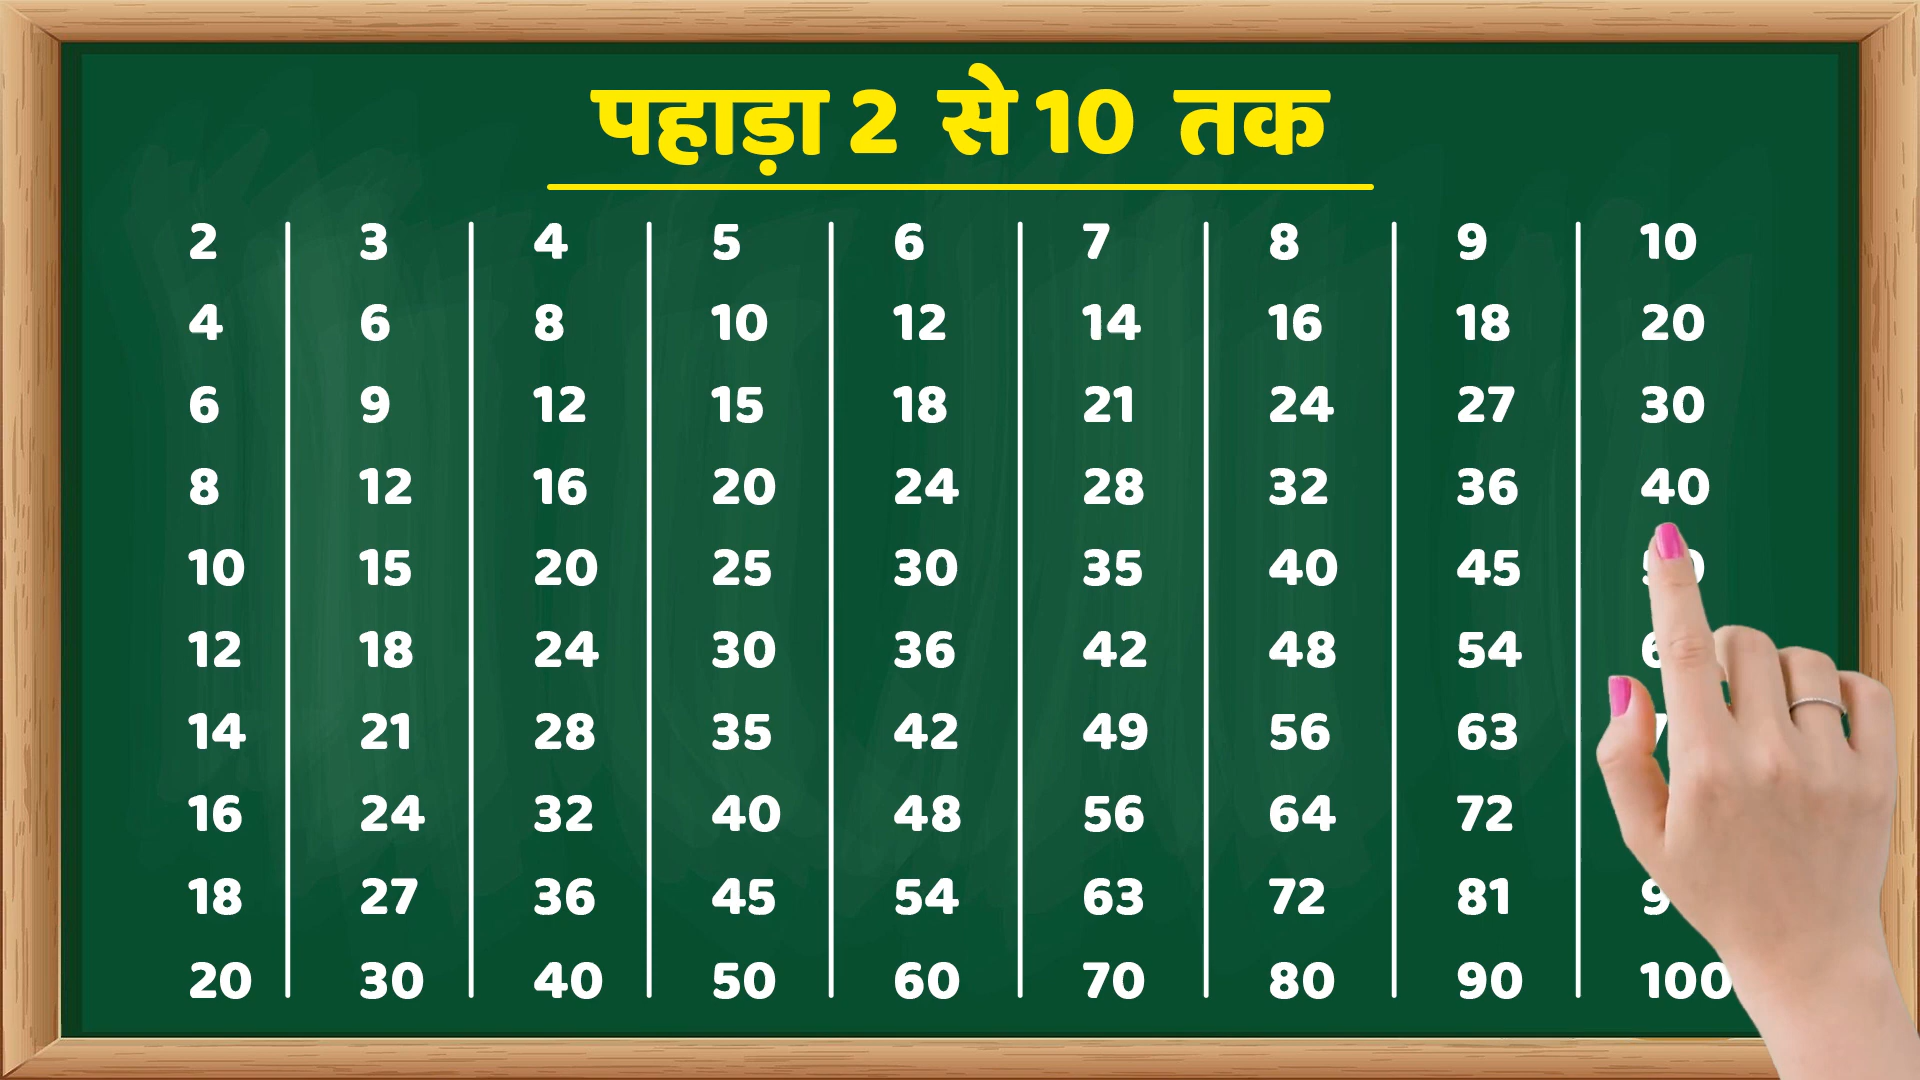 पहाड़ा 2 से 10 तक
2 3 4 5 6 7 8 9 10
4 6 8 10 12 14 16 18 20
6 9 12 15 18 21 24 27 30
8 12 16 20 24 28 32 36 40
10 15 20 25 30 35 40 45
12 18 24 30 36 42 48 54
14 21 28 35 42 49 56 63
16 24 32 40 48 56 64 72
18 27 36 45 54 63 72 81
20 30 40 50 60 70 80 90 100